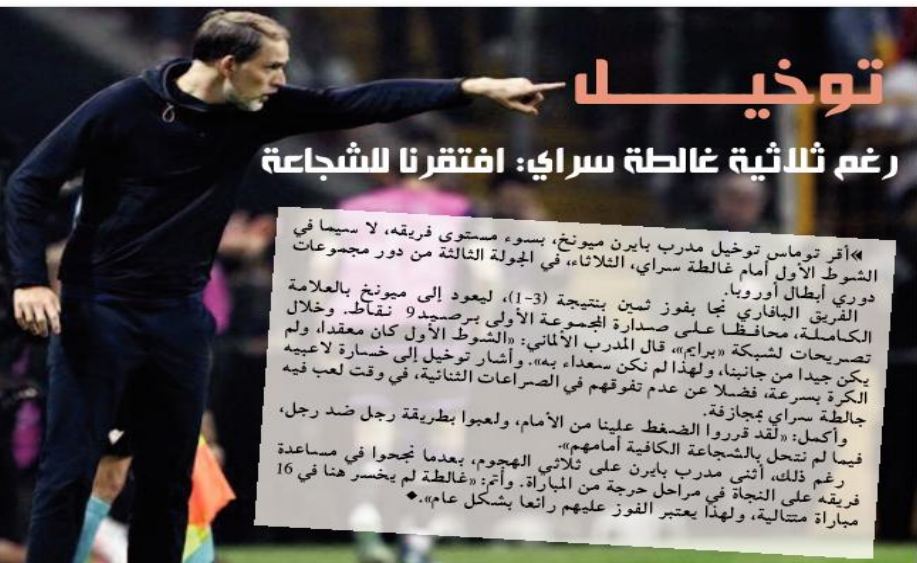 توخيل
رغم ثلاثية غالطة سراي: افتقرنا للشجاعة
»أقر توماس توخيل مدرب بايرن ميونخ، بسوء مستوى فريقه، لا سيما في
الشوط الأول أمام غالطة سراي، الثلاثاء، في الجولة الثالثة من دور مجموعات
دوري أبطال أوروبا.
الفريق البافاري نجا بفوز ثمين بنتيجة (3-1)، ليعود إلى ميونخ بالعلامة
الكاملة، محافظا على صدارة المجموعة الأولى برصيد 9 نقاط. وخلال
تصريحات لشبكة «برايم»، قال المدرب الألماني: «الشوط الأول كان معقدا، ولم
يكن جيدا من جانبنا، ولهذا لم نكن سعداء به». وأشار توخيل إلى خسارة لاعبيه
الكرة بسرعة، فضلا عن عدم تفوقهم في الصراعات الثنائية، في وقت لعب فيه
جالطة سراي بمجازفة.
وأكمل: «لقد قرروا الضغط علينا من الأمام، ولعبوا بطريقة رجل ضد رجل،
فيما لم نتحل بالشجاعة الكافية أمامهم».
رغم ذلك، أثنى مدرب بايرن على ثلاثي الهجوم، بعدما نجحوا في مساعدة
فريقه على النجاة في مراحل حرجة من المباراة. وأتم: «غالطة لم يخسر هنا في 16
مباراة متتالية، ولهذا يعتبر الفوز عليهم رائعا بشكل عام».◆